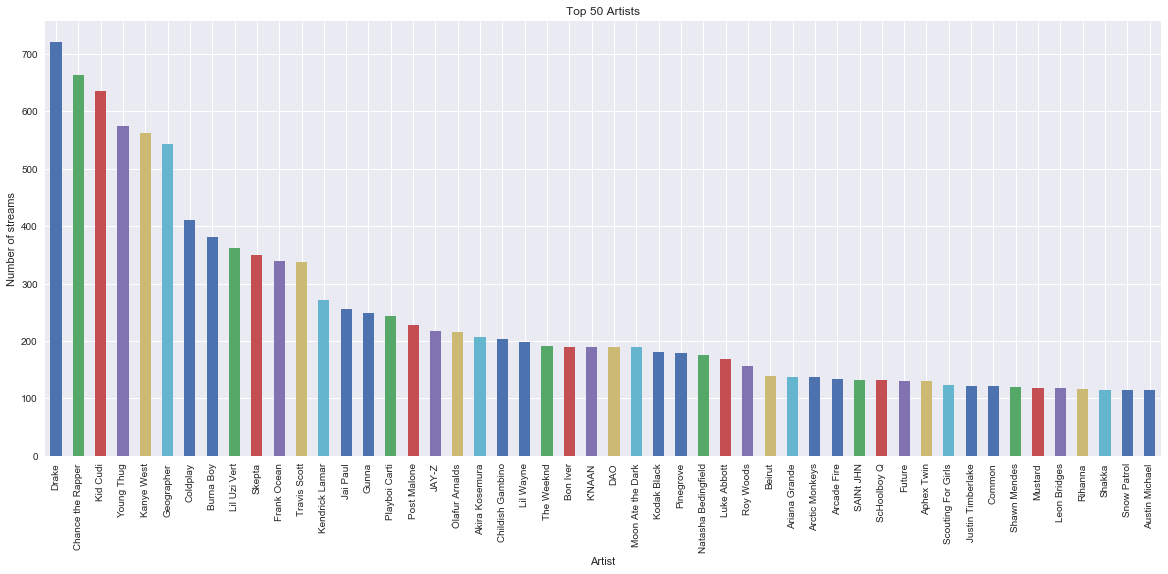 Top 50 Artists
Number of streams
700
600
500
400
300
200
100
0
Drake
Chance the Rapper
Kid Cudi
Young Thug
Kanye West
Geographer
Coldplay
Burna Boy
Lil Uzi Vert
Skepta
Frank Ocean
Travis Scott
Kendrick Lamar
Jai Paul
Gunna
Playboi Carti
Post Malone
JAY-Z
Ólafur Arnalds
Akira Kosemura
Childish Gambino
Lil Wayne
The Weeknd
Bon Iver
K'NAAN
DAO
Moon Ate the Dark
Kodak Black
Pinegrove
Natasha Bedingfield
Luke Abbott
Roy Woods
Beirut
Ariana Grande
Arctic Monkeys
Arcade Fire
SAINt JHN
ScHoolboy Q
Future
Aphex Twin
Scouting For Girls
Justin Timberlake
Common
Shawn Mendes
Mustard
Leon Bridges
Rihanna
Shakka
Snow Patrol
Austin Michael
Artist